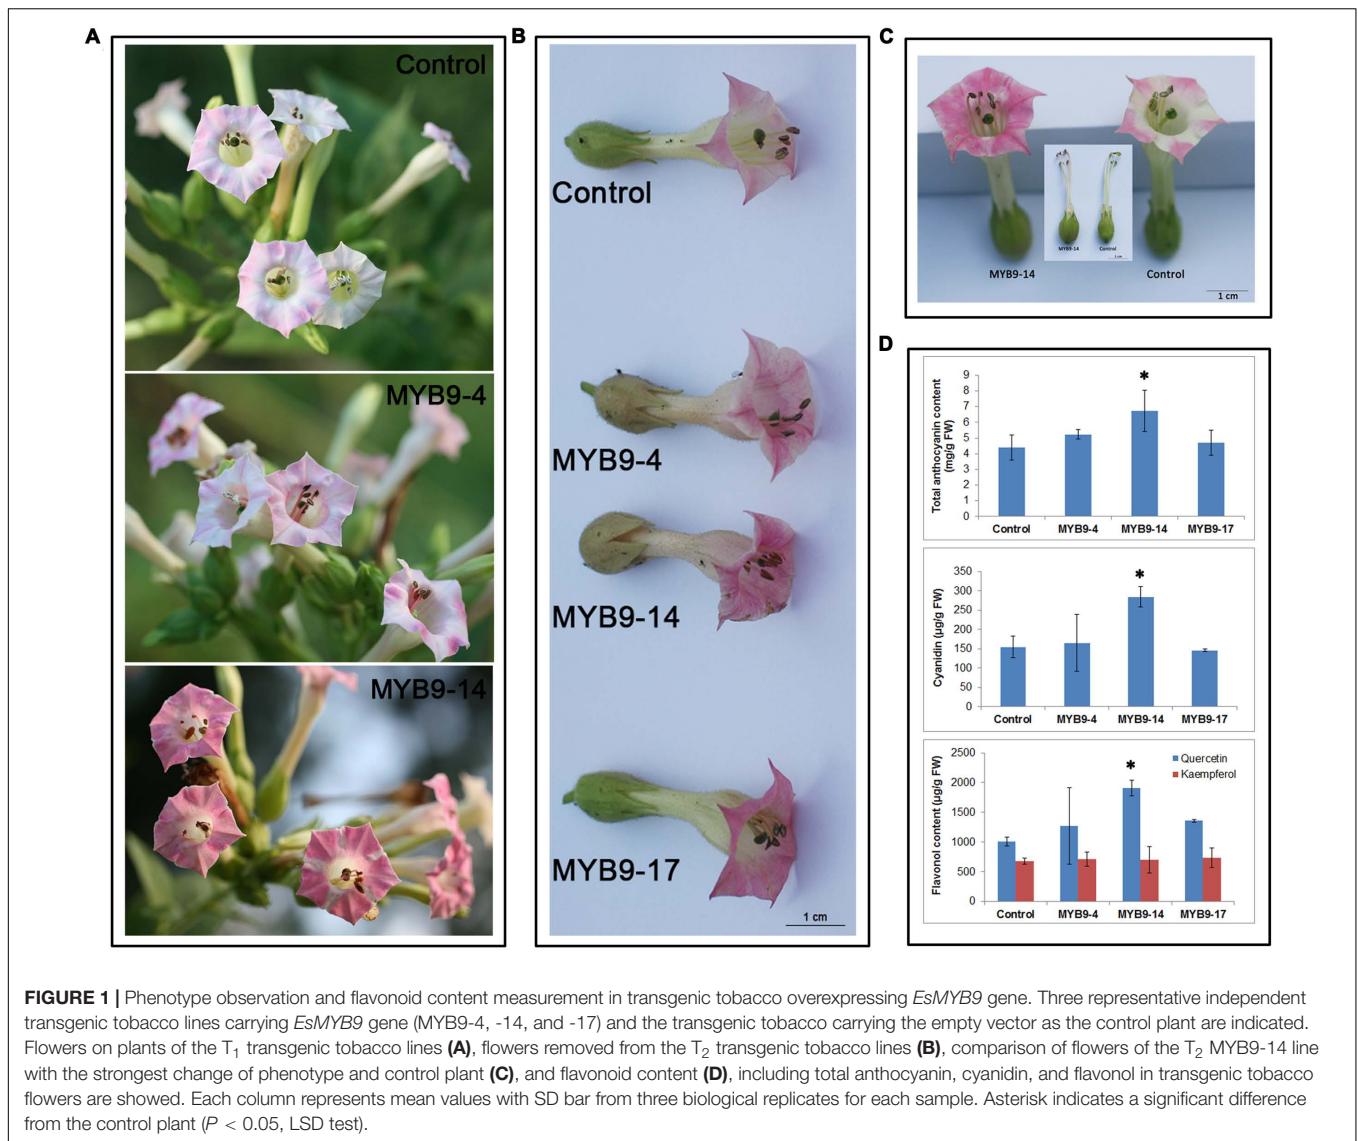 A
Control
MYB9-4
MYB9-14
B
Control
MYB9-4
MYB9-14
MYB9-17
1 cm
C
MYB9-14
Control
1 cm
MYB9-14
Control
1 cm
D
Total anthocyanin content
(mg/g FW)
9
8
7
6
5
4
3
2
1
0
*
Control MYB9-4 MYB9-14 MYB9-17
Cyanidin (µg/g FW)
350
300
250
200
150
100
50
0
*
Control MYB9-4 MYB9-14 MYB9-17
Flavonol content (µg/g FW)
2500
2000
1500
1000
500
0
*
Quercetin
Kaempferol
Control MYB9-4 MYB9-14 MYB9-17
FIGURE 1 | Phenotype observation and flavonoid content measurement in transgenic tobacco overexpressing EsMYB9 gene. Three representative independent
transgenic tobacco lines carrying EsMYB9 gene (MYB9-4, -14, and -17) and the transgenic tobacco carrying the empty vector as the control plant are indicated.
Flowers on plants of the T1 transgenic tobacco lines (A), flowers removed from the T2 transgenic tobacco lines (B), comparison of flowers of the T2 MYB9-14 line
with the strongest change of phenotype and control plant (C), and flavonoid content (D), including total anthocyanin, cyanidin, and flavonol in transgenic tobacco
flowers are showed. Each column represents mean values with SD bar from three biological replicates for each sample. Asterisk indicates a significant difference
from the control plant (P < 0.05, LSD test).